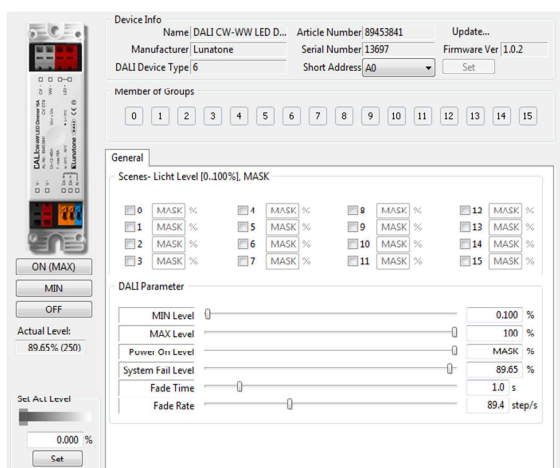 Device Info
Name DALI CW-WW LED D... Article Number 89453841 Update...
Manufacturer Lunatone Serial Number 13697 Firmware Ver 1.0.2
DALI Device Type 6 Short Address A0 Set
Member of Groups
0 1 2 3 4 5 6 7 8 9 10 11 12 13 14 15
General
Scenes- Licht Level [0..100%], MASK
0 MASK % 4 MASK % 8 MASK % 12 MASK %
1 MASK % 5 MASK % 9 MASK % 13 MASK %
2 MASK % 6 MASK % 10 MASK % 14 MASK %
3 MASK % 7 MASK % 11 MASK % 15 MASK %
ON (MAX)
MIN
OFF
Actual Level:
89.65% (250)
DALI Parameter
MIN Level 0.100 %
MAX Level 100 %
Power On Level MASK %
System Fail Level 89.65 %
Fade Time 1.0 s
Fade Rate 89.4 step/s
Set Act Level
0.000 %
Set
DALI CW-WW LED Dimmer 16A
Lunatone